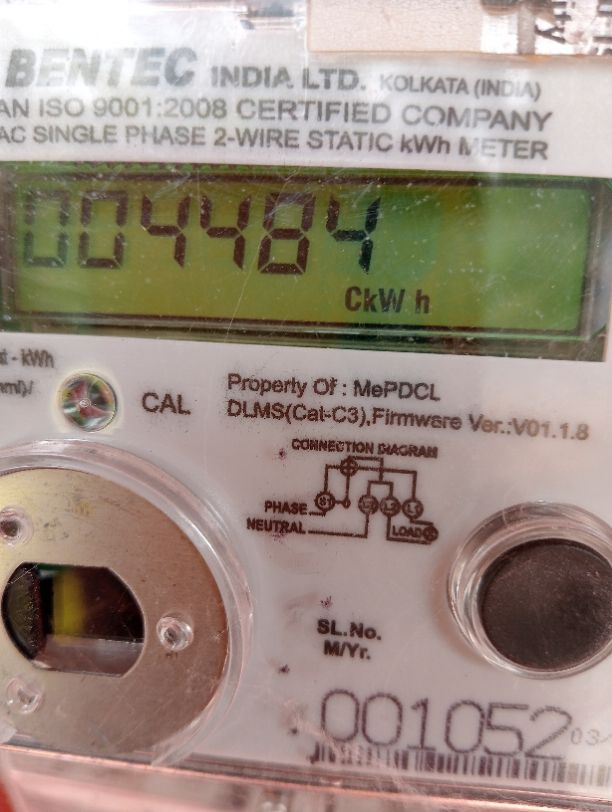 BENTEC INDIA LTD. KOLKATA (INDIA)
AN ISO 9001:2008 CERTIFIED COMPANY
AC SINGLE PHASE 2-WIRE STATIC kWh METER
004484
CkW h
- kWh
CAL
Property Of : MePDCL
DLMS(Cat-C3),Firmware Ver.:V01.1.8
CONNECTION DIAGRAM
PHASE
NEUTRAL
LOAD
SL.No.
M/Yr.
001052
03/